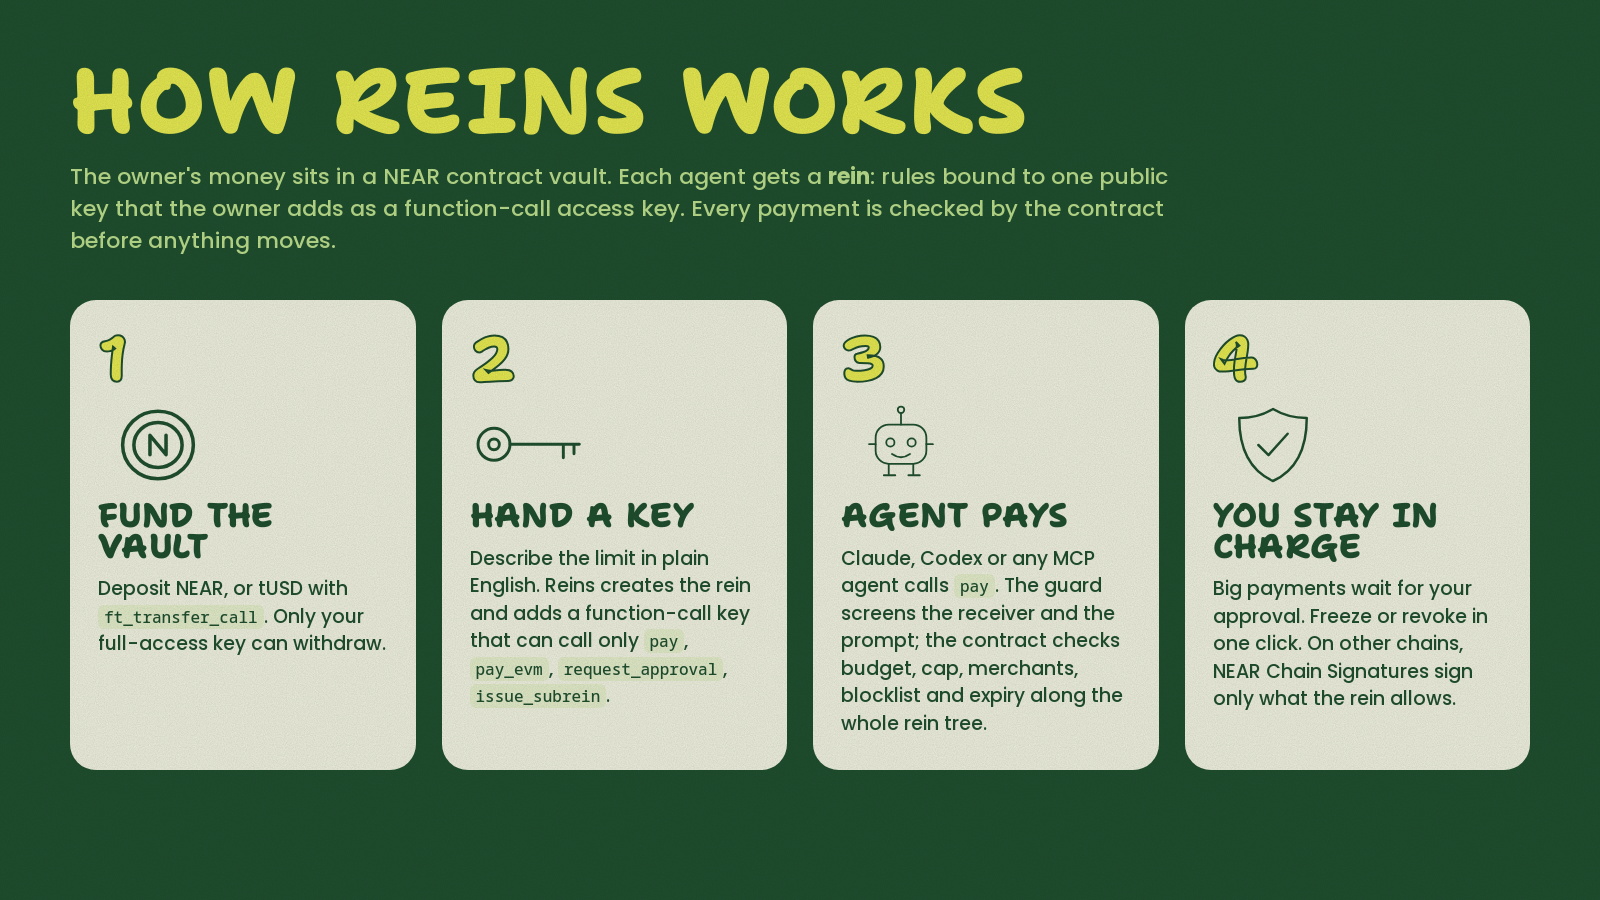 HOW REINS WORKS
The owner's money sits in a NEAR contract vault. Each agent gets a rein: rules bound to one public
key that the owner adds as a function-call access key. Every payment is checked by the contract
before anything moves.
1
N
FUND THE
VAULT
Deposit NEAR, or tUSD with
ft_transfer_call. Only your
full-access key can withdraw.
2
HAND A KEY
Describe the limit in plain
English. Reins creates the rein
and adds a function-call key
that can call only pay,
pay_evm, request_approval,
issue_subrein.
3
AGENT PAYS
Claude, Codex or any MCP
agent calls pay. The guard
screens the receiver and the
prompt; the contract checks
budget, cap, merchants,
blocklist and expiry along the
whole rein tree.
4
YOU STAY IN
CHARGE
Big payments wait for your
approval. Freeze or revoke in
one click. On other chains,
NEAR Chain Signatures sign
only what the rein allows.